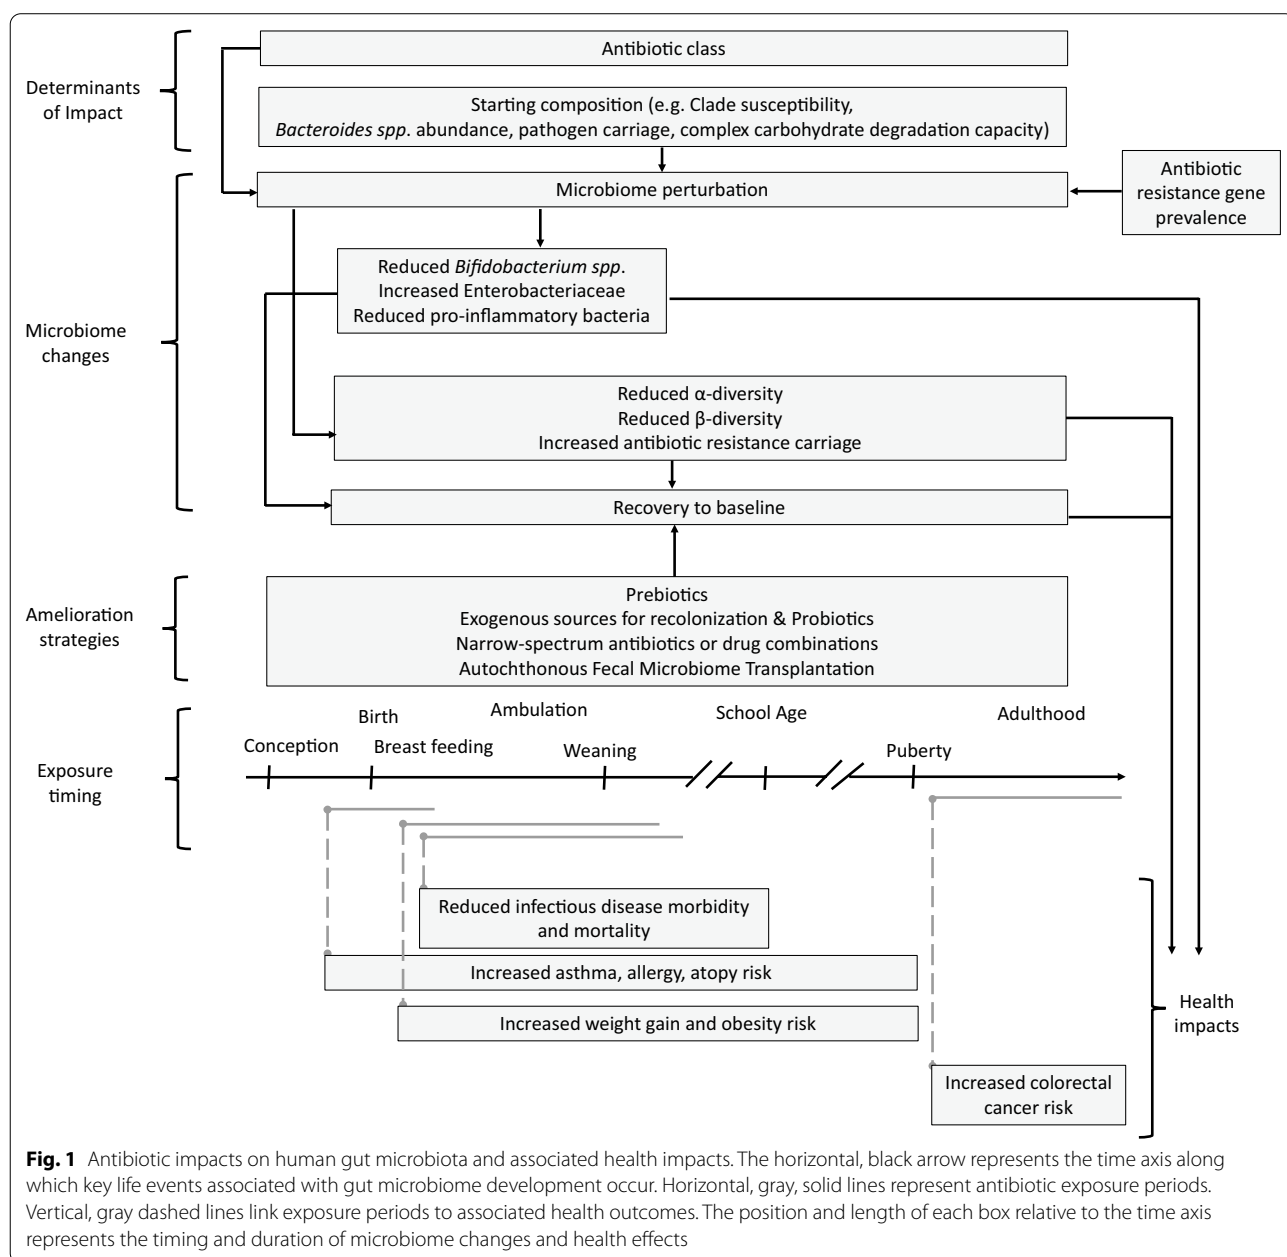 Determinants
of Impact
Antibiotic class
Starting composition (e.g. Clade susceptibility,
Bacteroides spp. abundance, pathogen carriage, complex carbohydrate degradation capacity)
Microbiome perturbation
Antibiotic
resistance gene
prevalence
Microbiome
changes
Reduced Bifidobacterium spp.
Increased Enterobacteriaceae
Reduced pro-inflammatory bacteria
Reduced α-diversity
Reduced β-diversity
Increased antibiotic resistance carriage
Recovery to baseline
Amelioration
strategies
Prebiotics
Exogenous sources for recolonization & Probiotics
Narrow-spectrum antibiotics or drug combinations
Autochthonous Fecal Microbiome Transplantation
Exposure
timing
Conception
Birth
Breast feeding
Ambulation
Weaning
School Age
Puberty
Adulthood
Reduced infectious disease morbidity
and mortality
Increased asthma, allergy, atopy risk
Increased weight gain and obesity risk
Increased colorectal
cancer risk
Health
impacts
Fig. 1 Antibiotic impacts on human gut microbiota and associated health impacts. The horizontal, black arrow represents the time axis along
which key life events associated with gut microbiome development occur. Horizontal, gray, solid lines represent antibiotic exposure periods.
Vertical, gray dashed lines link exposure periods to associated health outcomes. The position and length of each box relative to the time axis
represents the timing and duration of microbiome changes and health effects